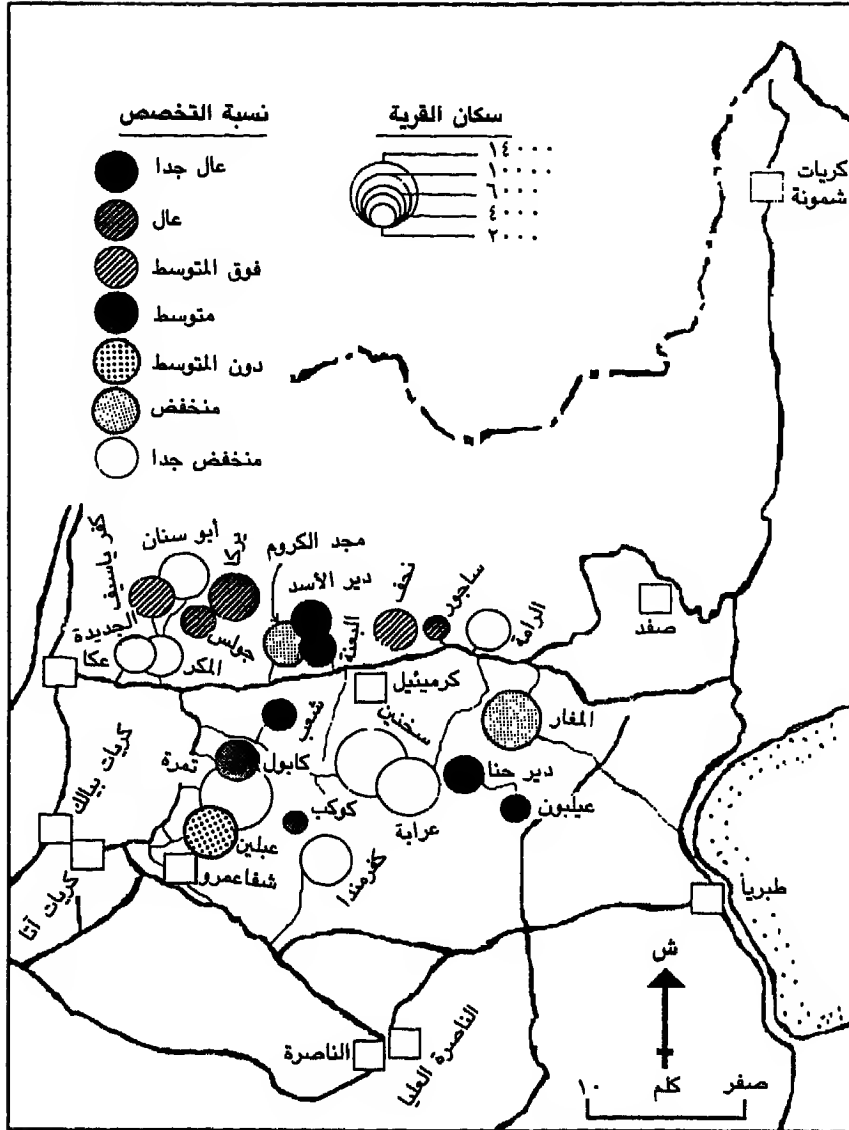 نسبة التخصص
عال جدا
عال
فوق المتوسط
متوسط
دون المتوسط
منخفض
منخفض جدا
سكان القرية
١٤٠٠٠
١٠٠٠٠
٦٠٠٠
٤٠٠٠
٢٠٠٠
كريات
شمونة
كفر ياسيف
أبو سنان
يركا
مجد الكروم
دير الأسد
نحف
ساجور
الرامة
صفد
الجديدة
عكا
المكر
جولس
البعنة
كرميئيل
شعب
سخنين
المغار
كريات بيالك
تمرة
كابول
كوكب
دير حنا
عيلبون
عرابة
عبلين
شفاعمرو
كفرمندا
كريات آتا
طبريا
الناصرة
الناصرة العليا
ش
١٠ كلم صفر